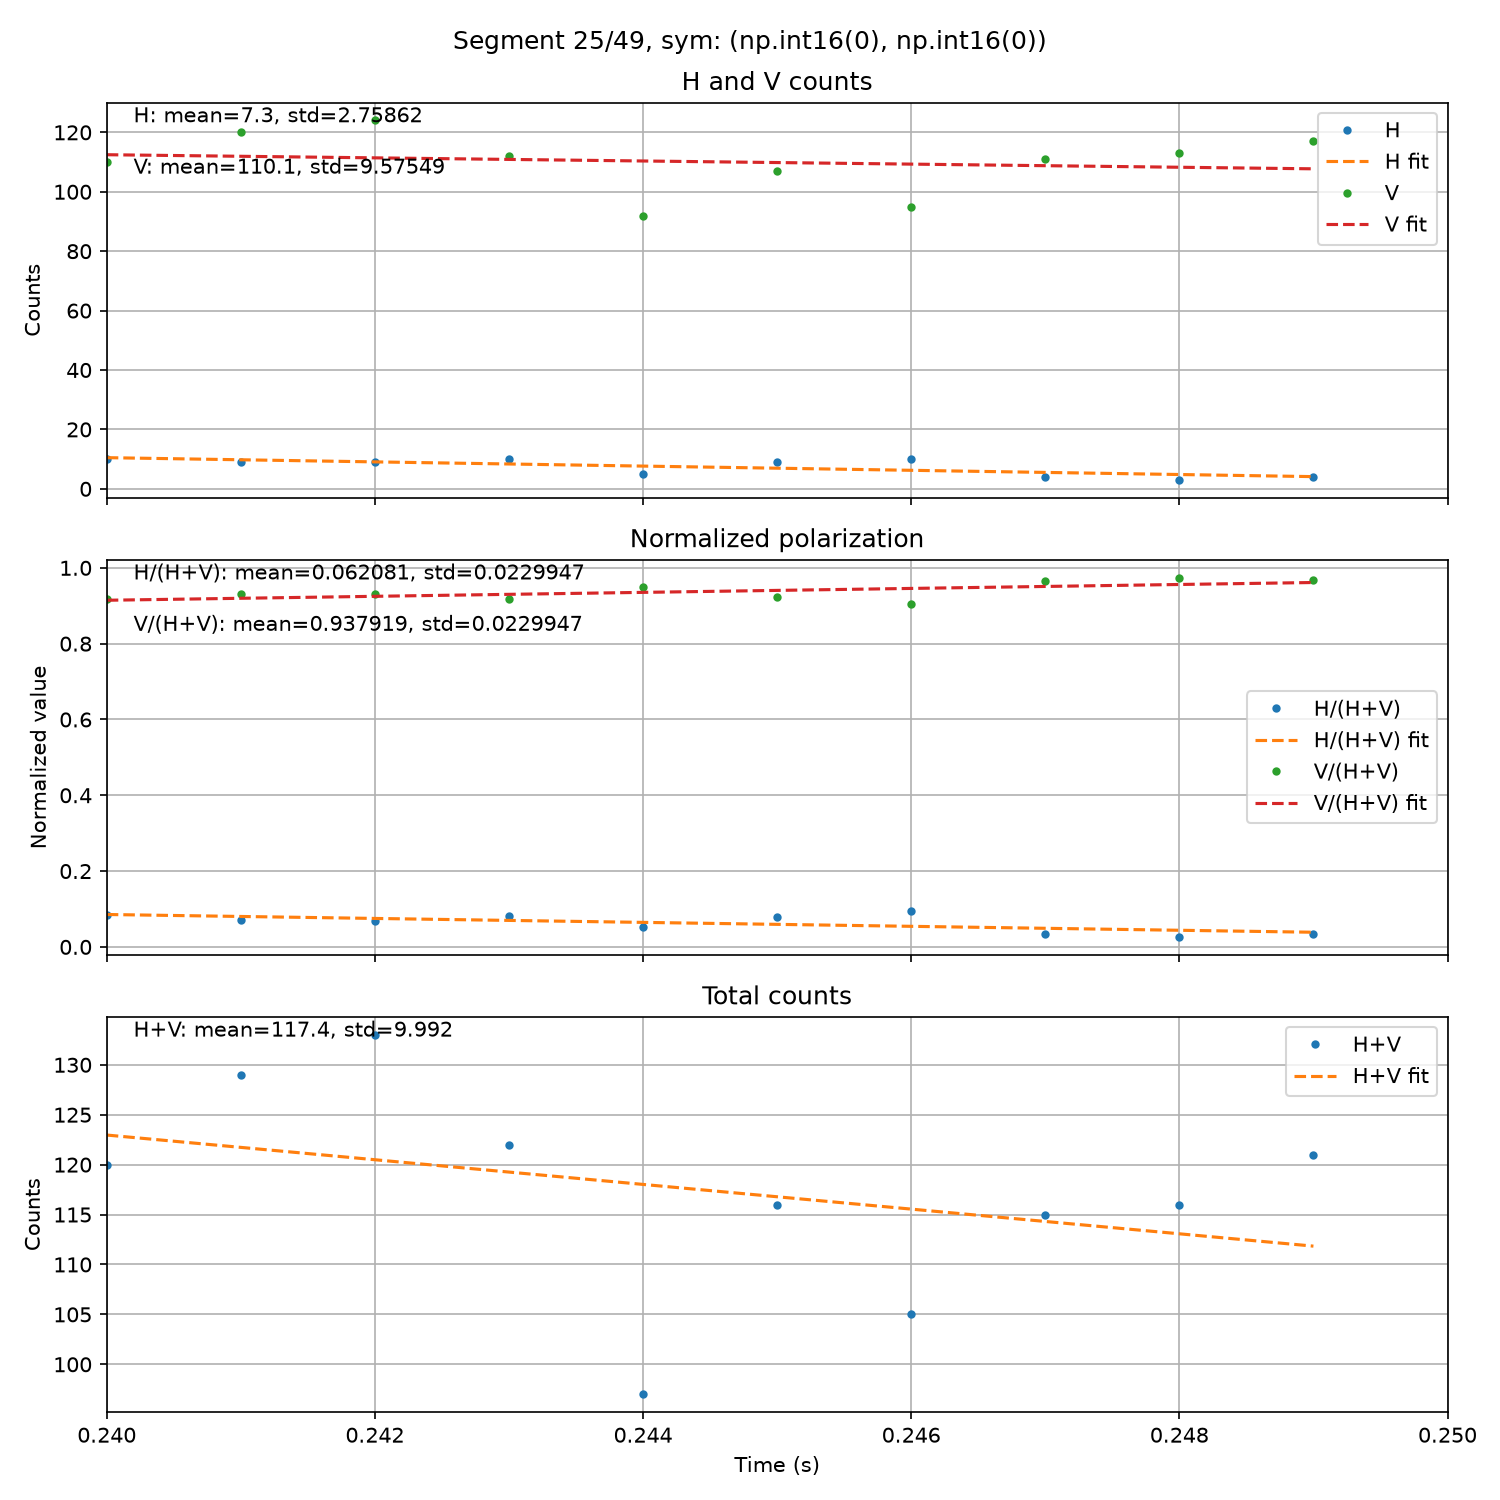 Segment 25/49, sym: (np.int16(0), np.int16(0))
H and V counts
H: mean=7.3, std=2.75862
V: mean=110.1, std=9.57549
H
H fit
V
V fit
120
100
80
60
40
20
0
Counts
Normalized polarization
H/(H+V): mean=0.062081, std=0.0229947
V/(H+V): mean=0.937919, std=0.0229947
H/(H+V)
H/(H+V) fit
V/(H+V)
V/(H+V) fit
1.0
0.8
0.6
0.4
0.2
0.0
Normalized value
Total counts
H+V: mean=117.4, std=9.992
H+V
H+V fit
130
125
120
115
110
105
100
Counts
0.240
0.242
0.244
0.246
0.248
0.250
Time (s)